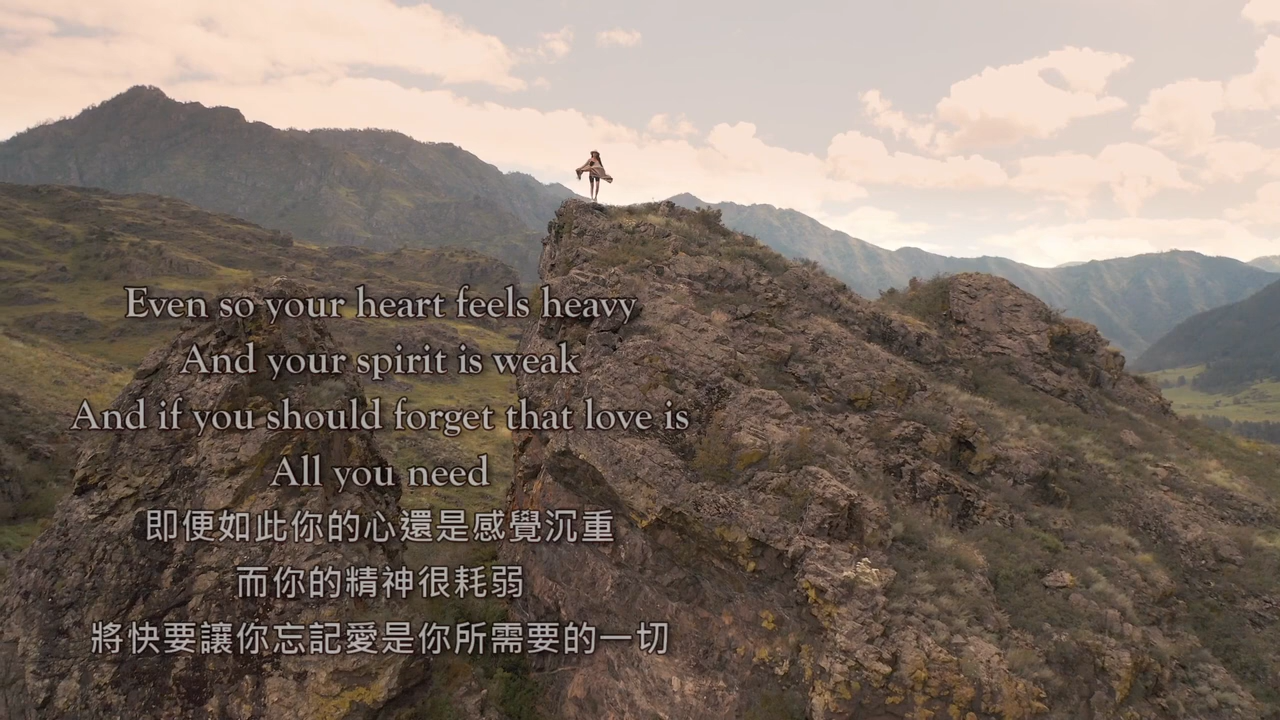 Even so your heart feels heavy
And your spirit is weak
And if you should forget that love is
All you need
即便如此你的心還是感覺沉重
而你的精神很耗弱
將快要讓你忘記愛是你所需要的一切